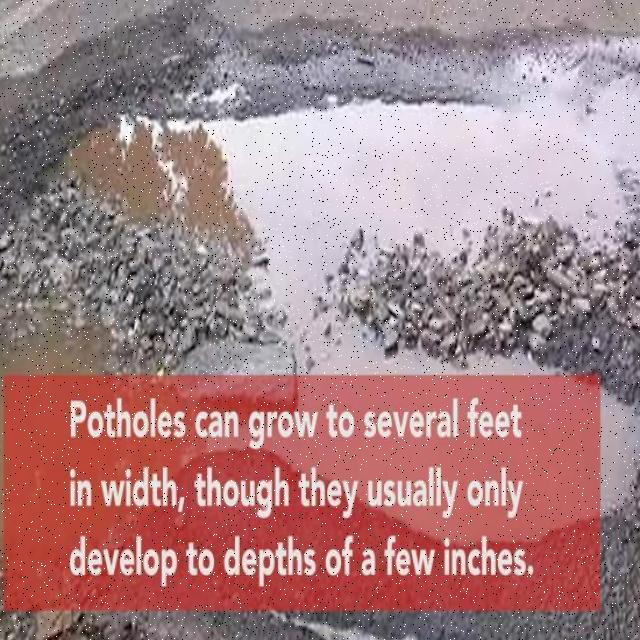 Potholes can grow to several feet
in width, though they usually only
develop to depths of a few inches.